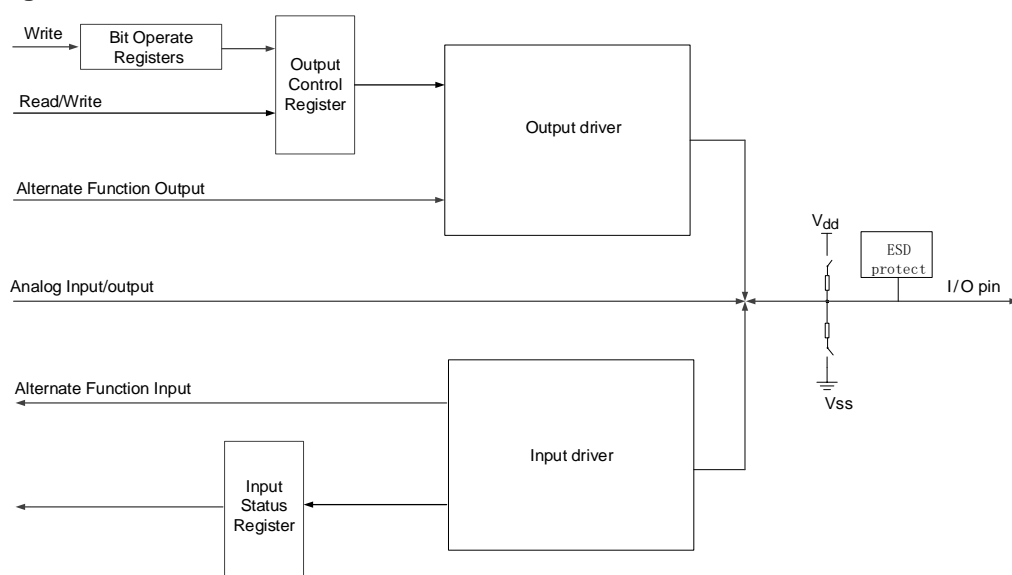 Write
Bit Operate
Registers
Output
Control
Register
Read/Write
Output driver
Alternate Function Output
Vdd
ESD
protect
Analog Input/output
I/O pin
Alternate Function Input
Vss
Input driver
Input
Status
Register